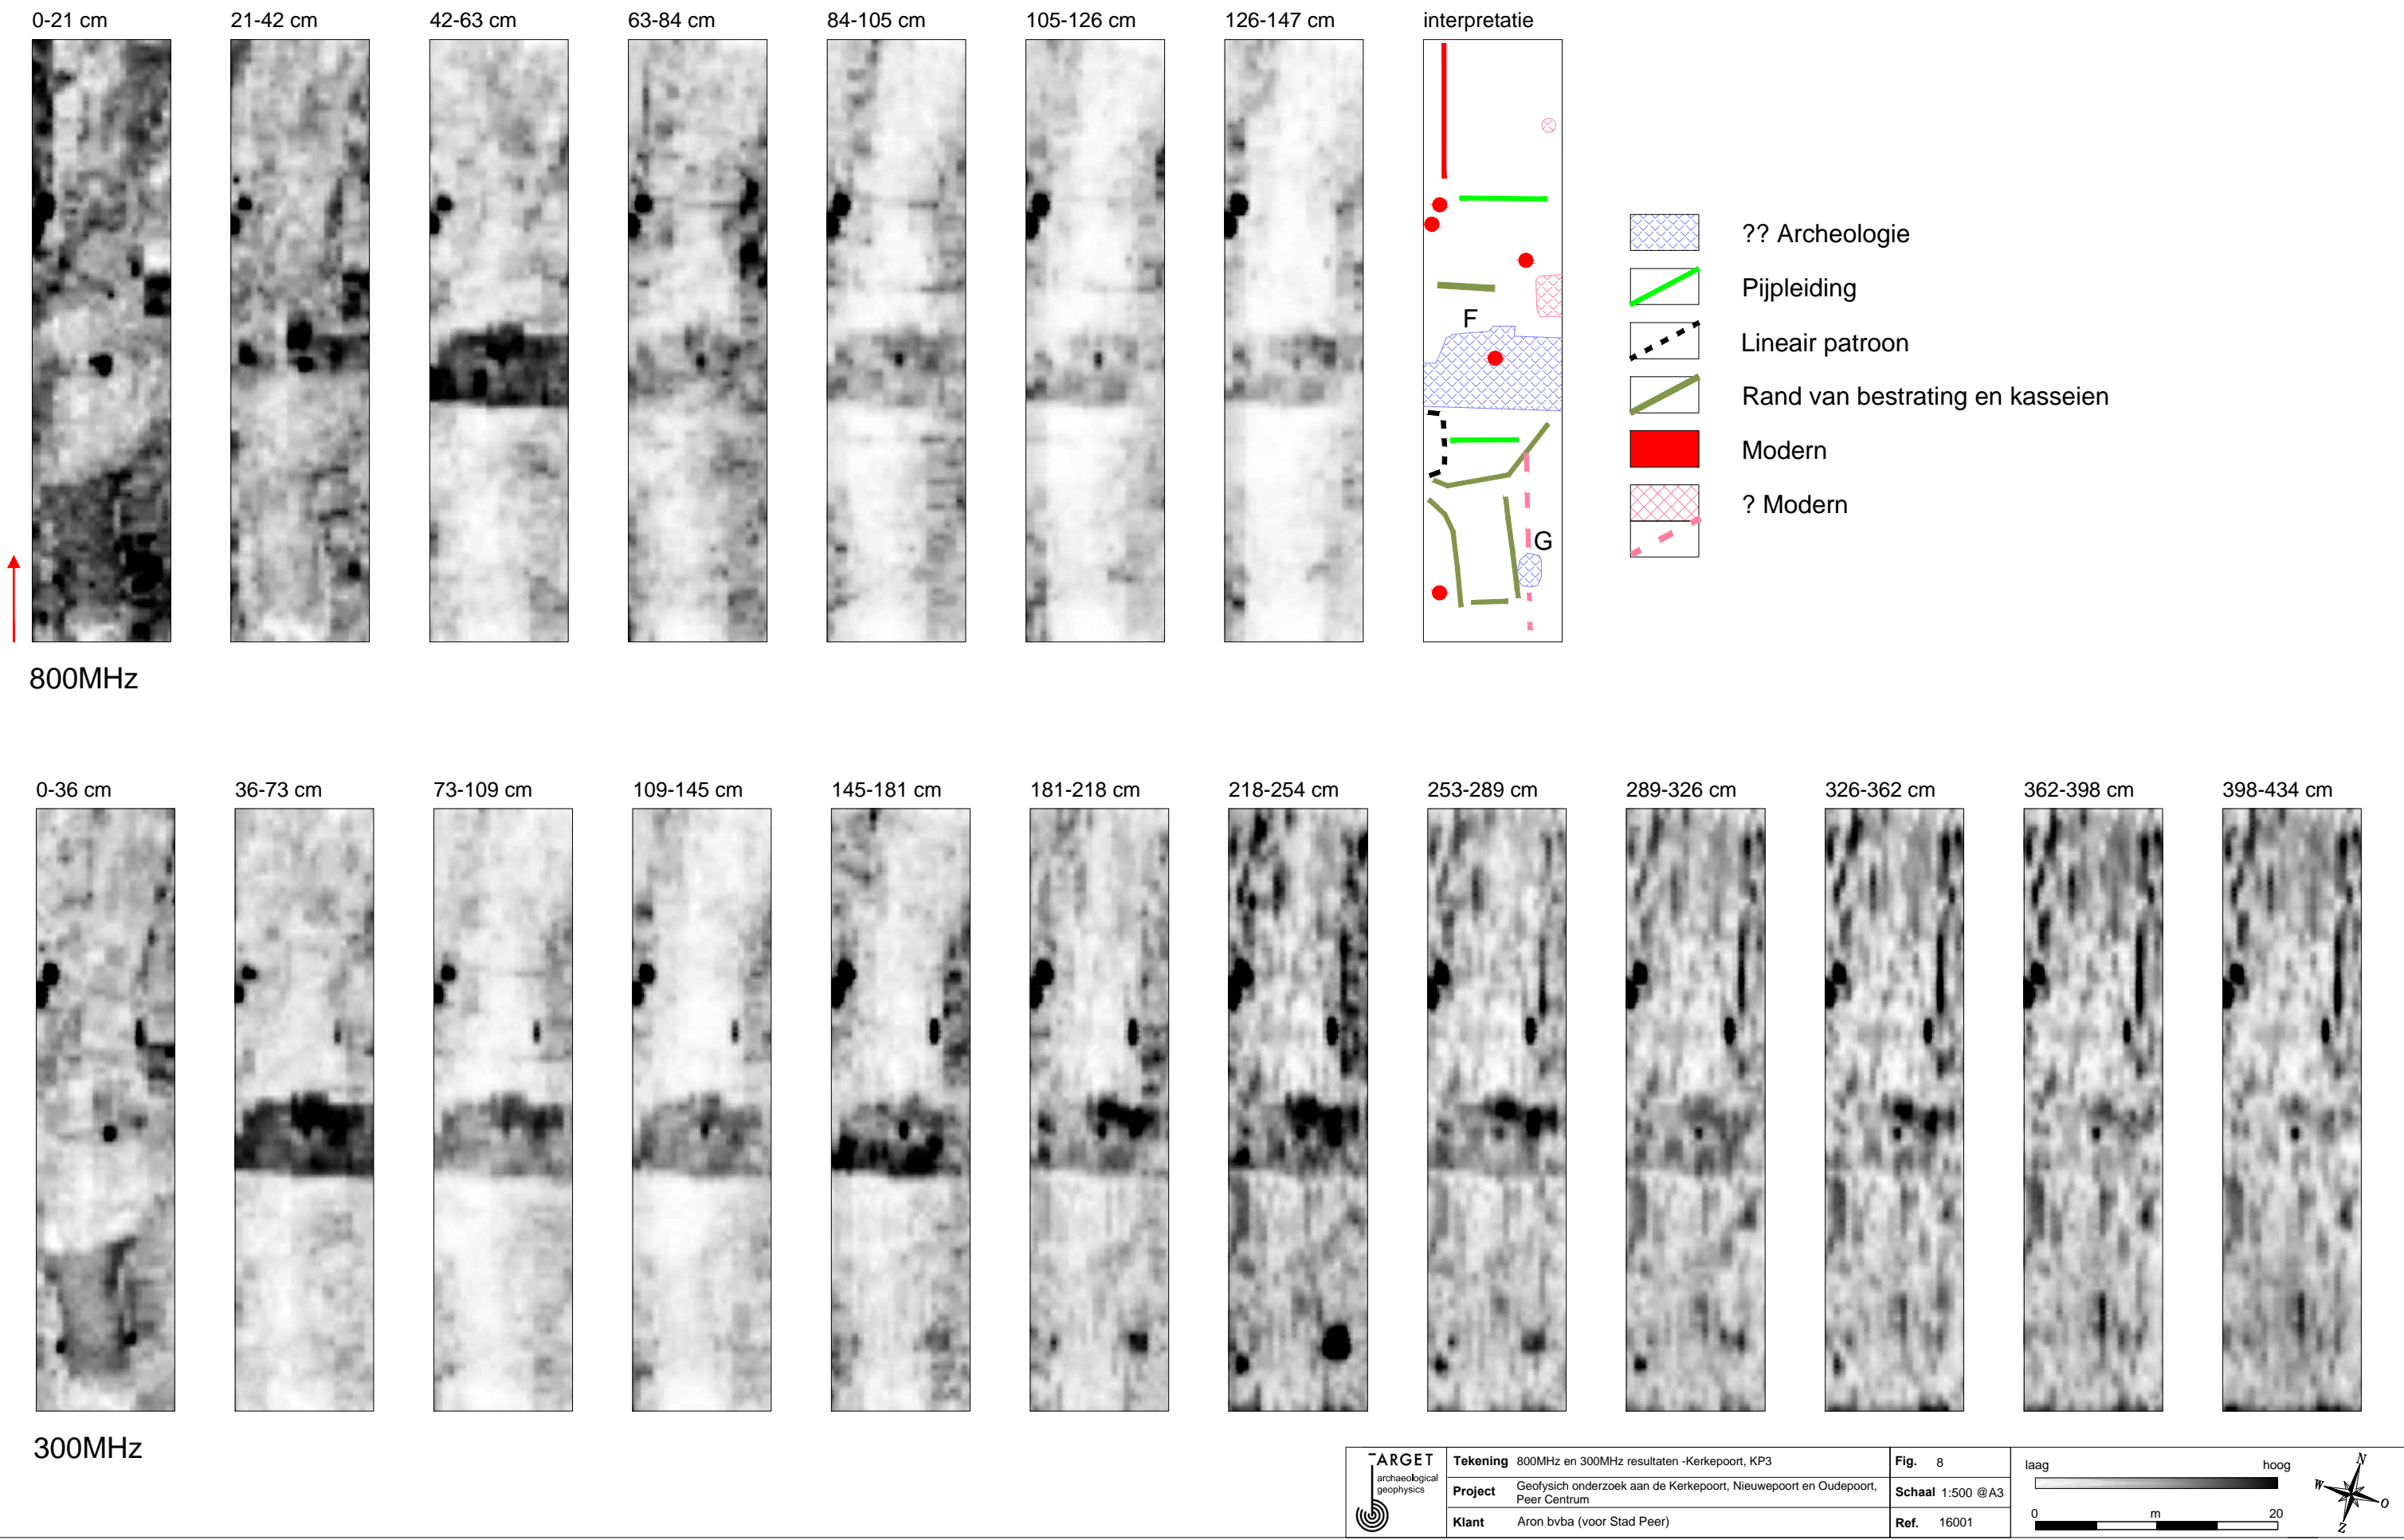 0-21 cm
21-42 cm
42-63 cm
63-84 cm
84-105 cm
105-126 cm
126-147 cm
interpretatie
F
G
?? Archeologie
Pijpleiding
Lineair patroon
Rand van bestrating en kasseien
Modern
? Modern
800MHz
0-36 cm
36-73 cm
73-109 cm
109-145 cm
145-181 cm
181-218 cm
218-254 cm
253-289 cm
289-326 cm
326-362 cm
362-398 cm
398-434 cm
300MHz
TARGET
archaeological
geophysics
Tekening 800MHz en 300MHz resultaten -Kerkepoort, KP3
Project Geofysich onderzoek aan de Kerkepoort, Nieuwepoort en Oudepoort,
Peer Centrum
Klant Aron bvba (voor Stad Peer)
Fig. 8
Schaal 1:500 @A3
Ref. 16001
laag hoog
0 m 20
N
W
O
Z